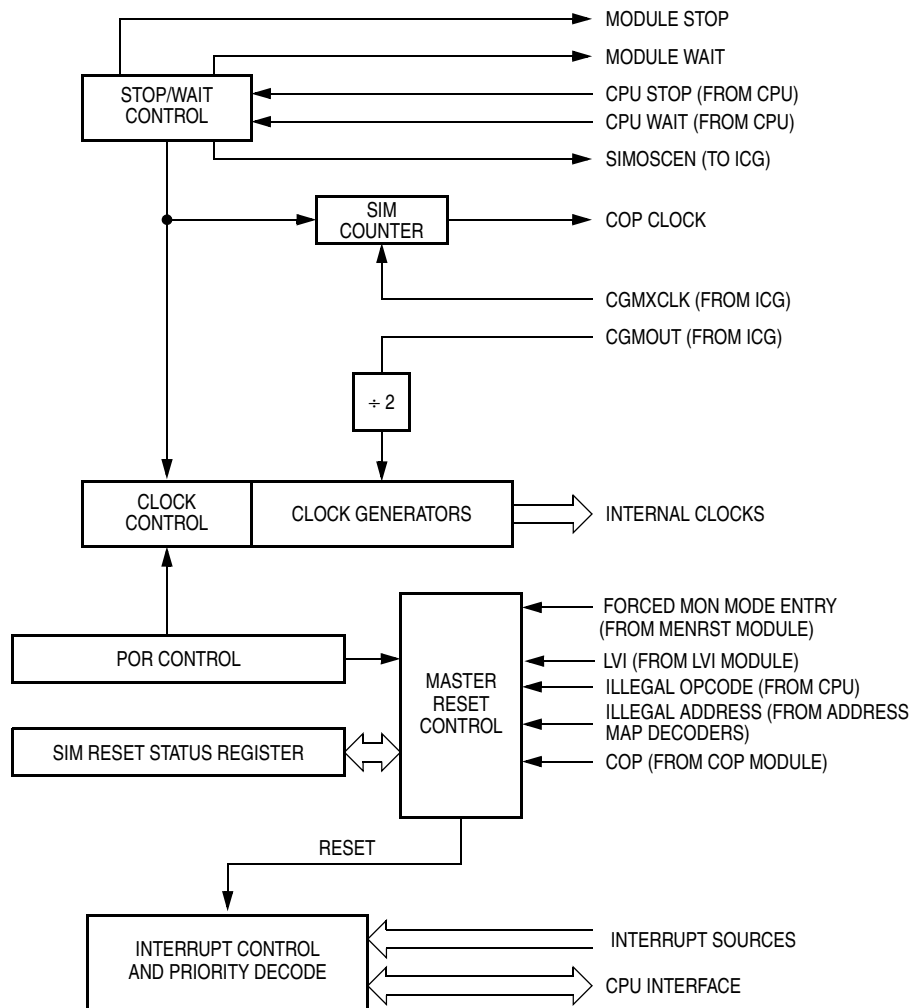 MODULE STOP
MODULE WAIT
STOP/WAIT
CONTROL
CPU STOP (FROM CPU)
CPU WAIT (FROM CPU)
SIMOSCEN (TO ICG)
SIM
COUNTER
COP CLOCK
CGMXCLK (FROM ICG)
CGMOUT (FROM ICG)
÷ 2
CLOCK
CONTROL
CLOCK GENERATORS
INTERNAL CLOCKS
FORCED MON MODE ENTRY
(FROM MENRST MODULE)
POR CONTROL
LVI (FROM LVI MODULE)
MASTER
RESET
CONTROL
ILLEGAL OPCODE (FROM CPU)
ILLEGAL ADDRESS (FROM ADDRESS
MAP DECODERS)
SIM RESET STATUS REGISTER
COP (FROM COP MODULE)
RESET
INTERRUPT CONTROL
AND PRIORITY DECODE
INTERRUPT SOURCES
CPU INTERFACE